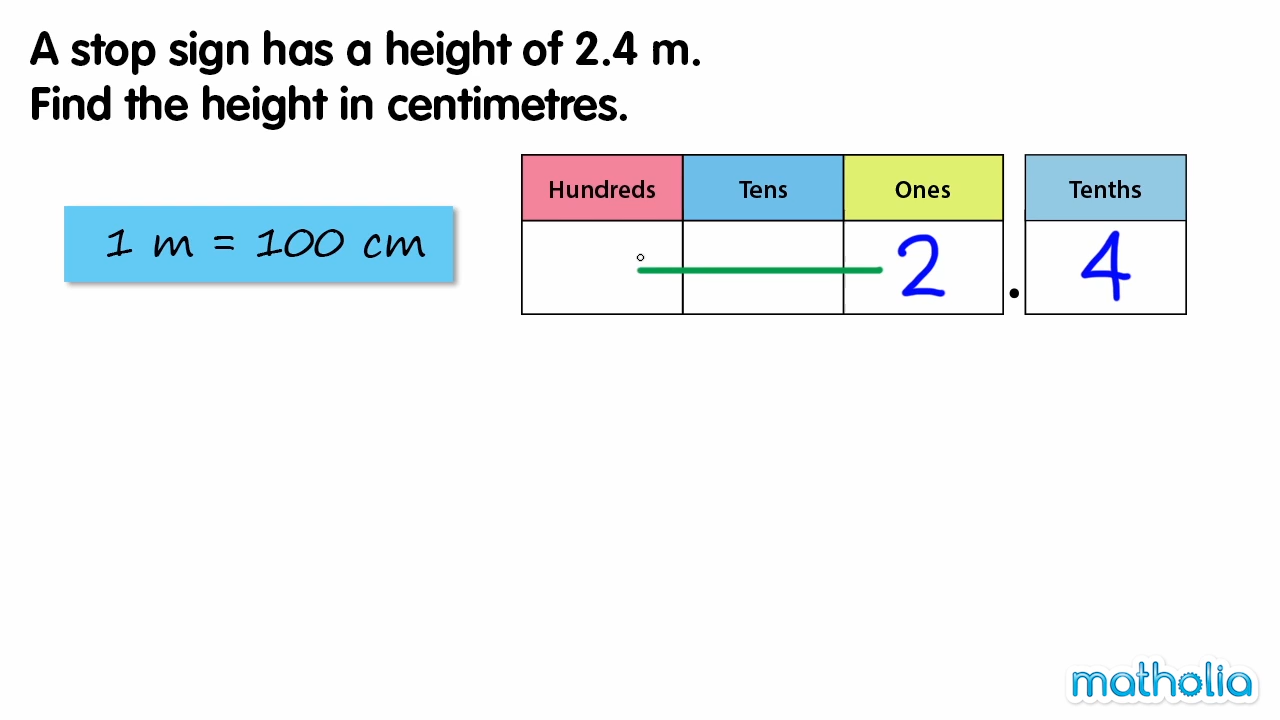 A stop sign has a height of 2.4 m.
Find the height in centimetres.
1 m = 100 cm
Hundreds Tens Ones Tenths
2 . 4
matholia